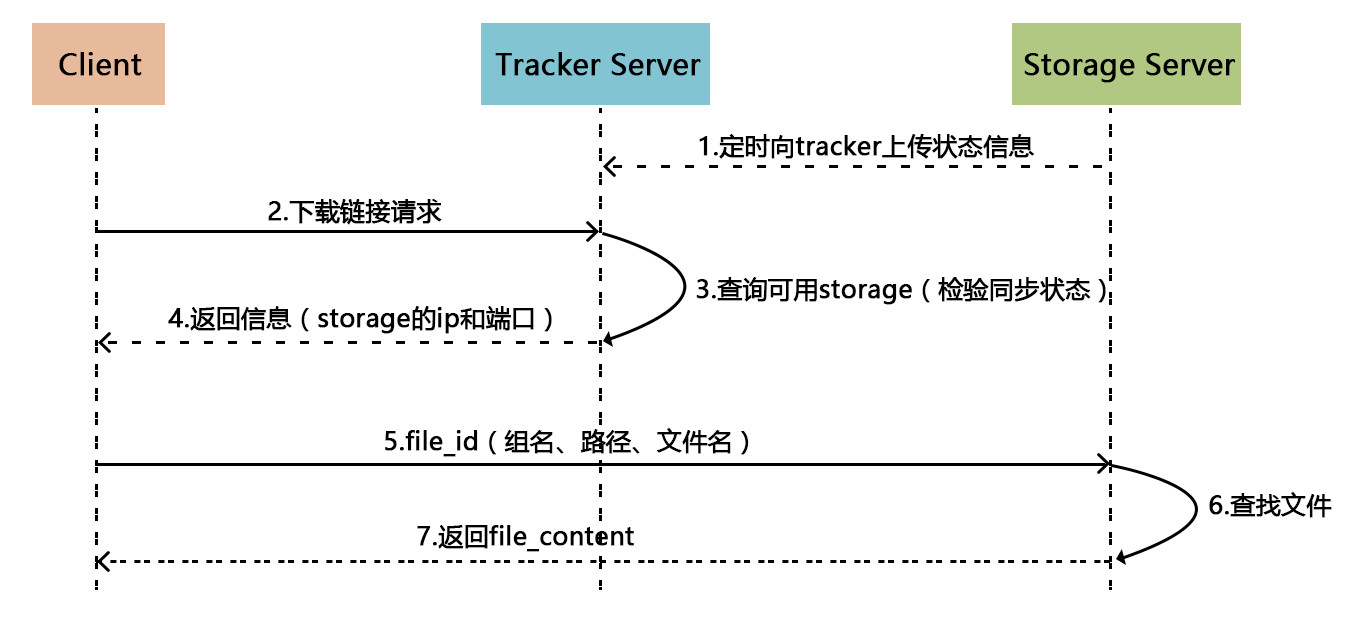 Client
Tracker Server
Storage Server
1.定时向tracker上传状态信息
2.下载链接请求
3.查询可用storage（检验同步状态）
4.返回信息（storage的ip和端口）
5.file_id（组名、路径、文件名）
6.查找文件
7.返回file_content